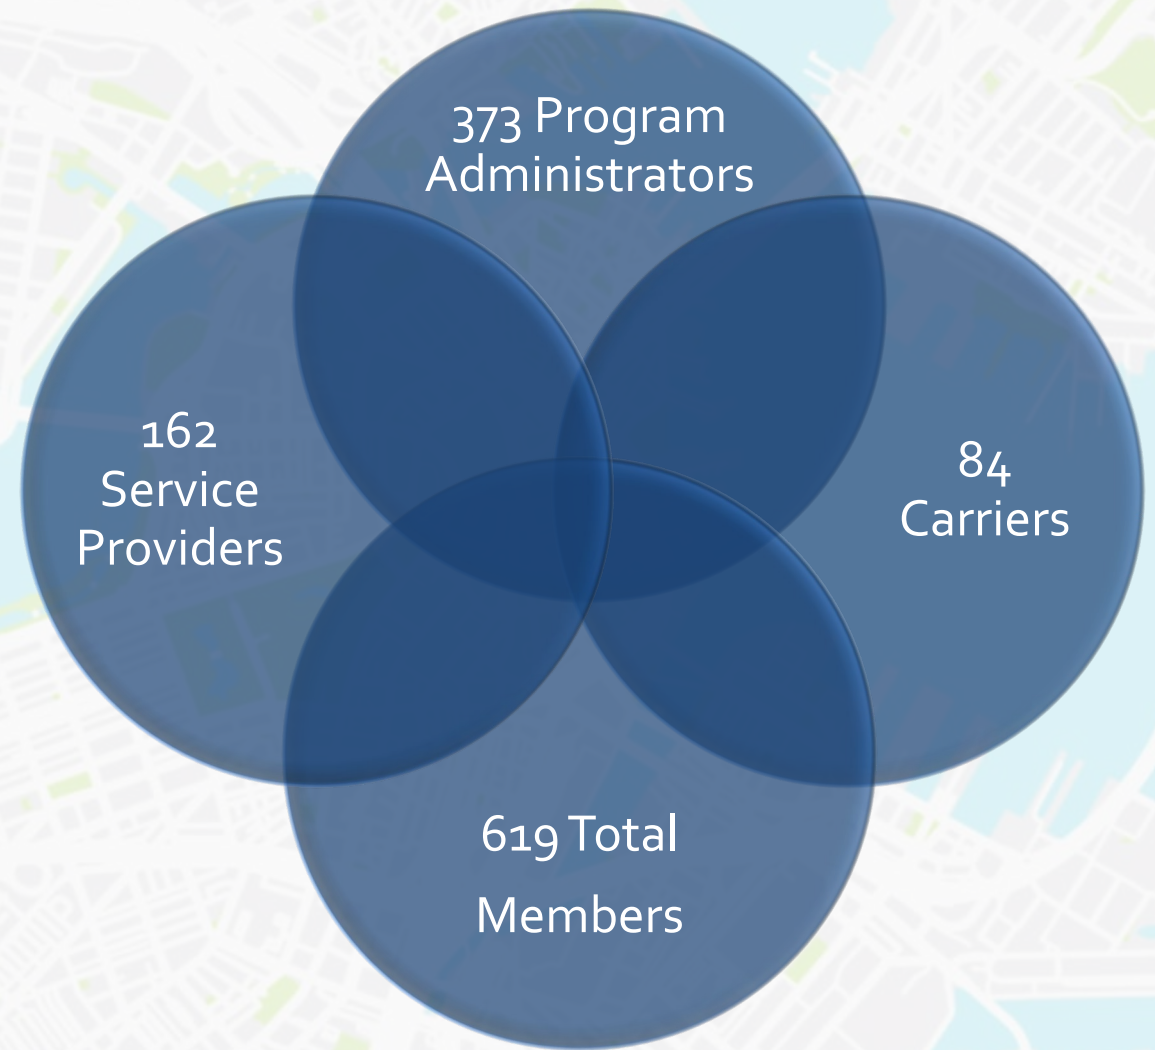 373 Program
Administrators
162
Service
Providers
84
Carriers
619 Total
Members